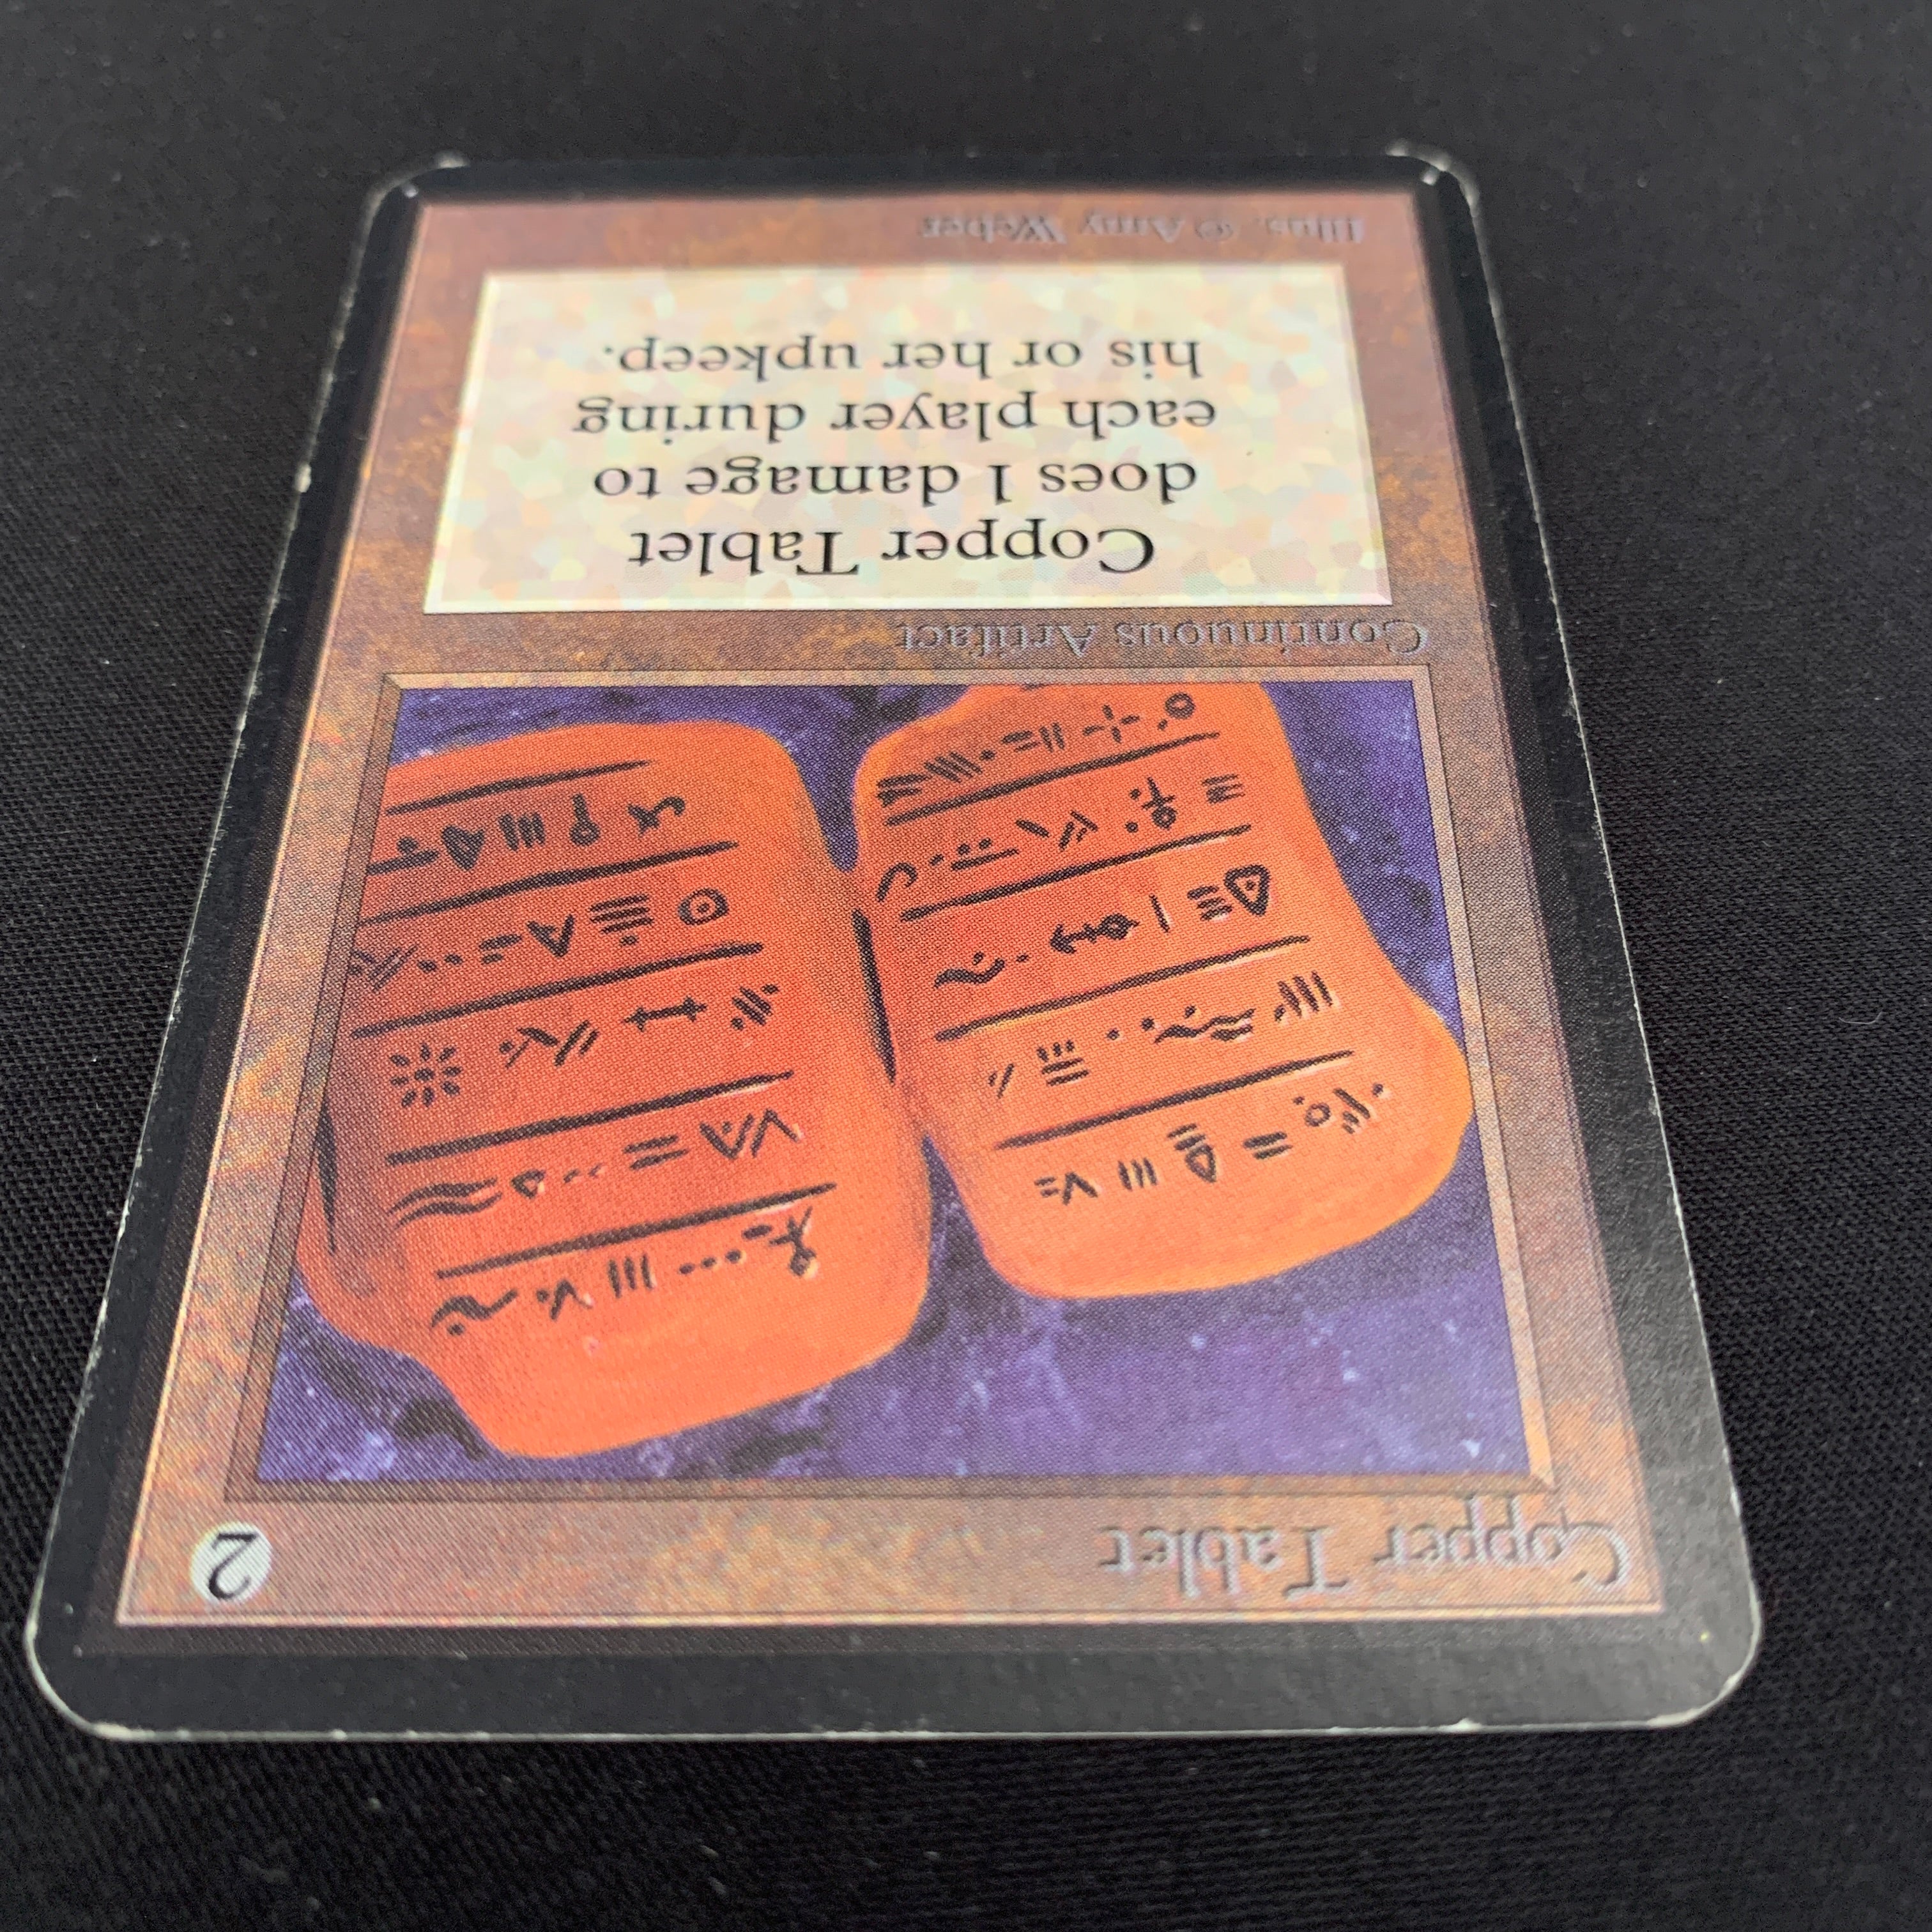 Copper Tablet
2
Continuous Artifact
Copper Tablet
does 1 damage to
each player during
his or her upkeep.
Illus. © Amy Weber